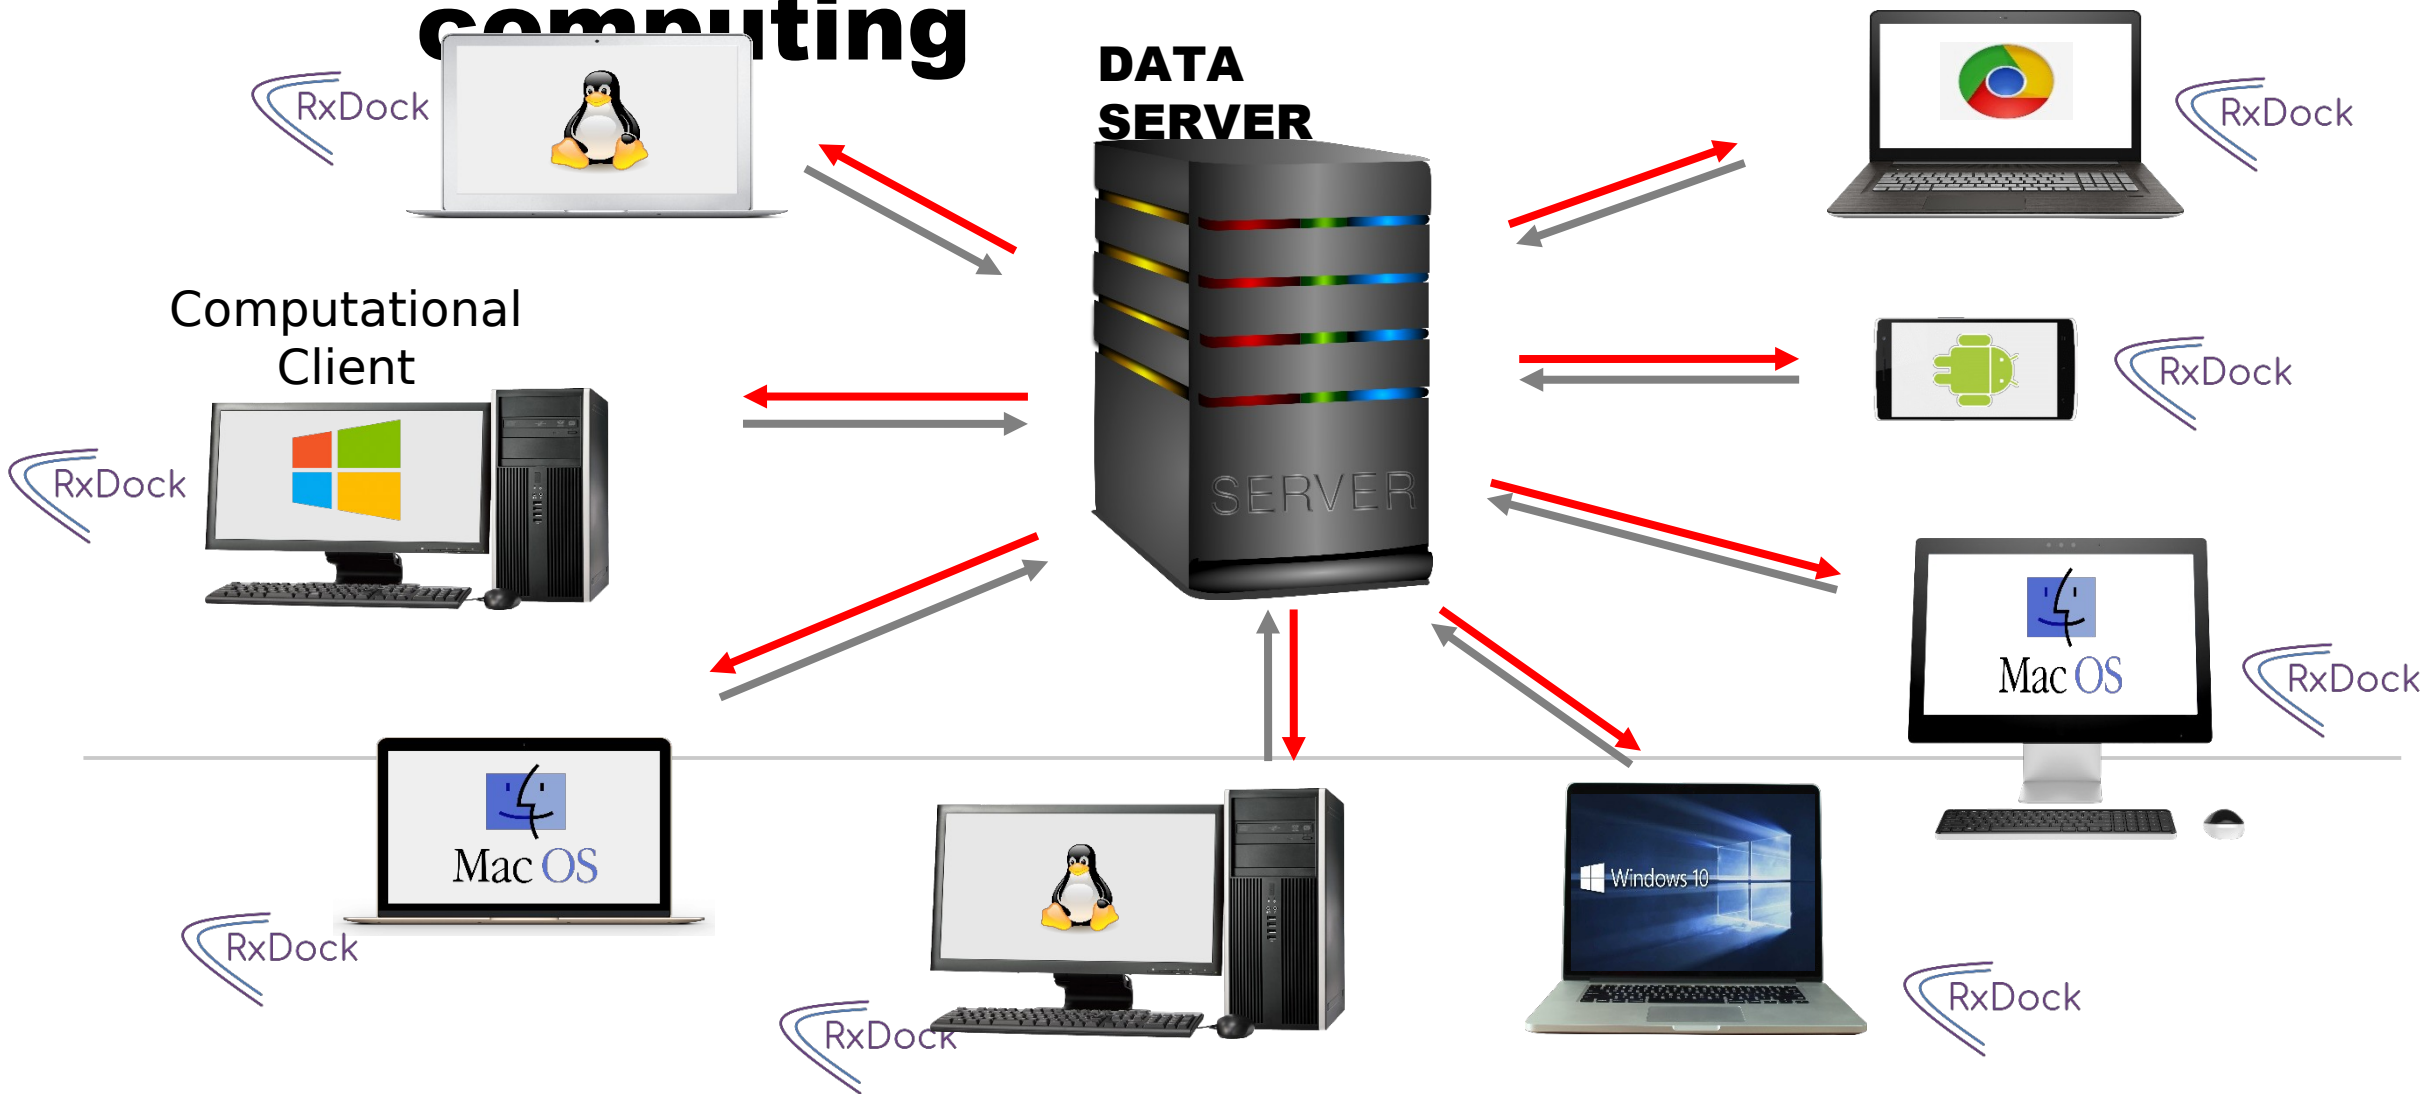 computing
DATA
SERVER
RxDock
RxDock
Computational
Client
RxDock
RxDock
SERVER
Mac OS
RxDock
Mac OS
RxDock
Windows 10
RxDock
RxDock